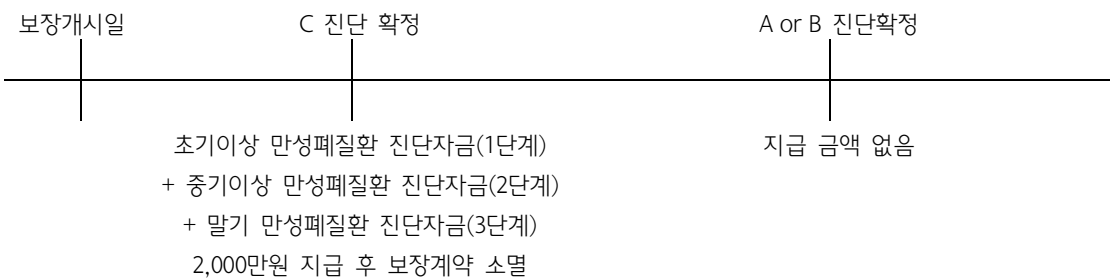 보장개시일 C 진단 확정 A or B 진단확정
초기이상 만성폐질환 진단자금(1단계) 지급 금액 없음
+ 중기이상 만성폐질환 진단자금(2단계)
+ 말기 만성폐질환 진단자금(3단계)
2,000만원 지급 후 보장계약 소멸